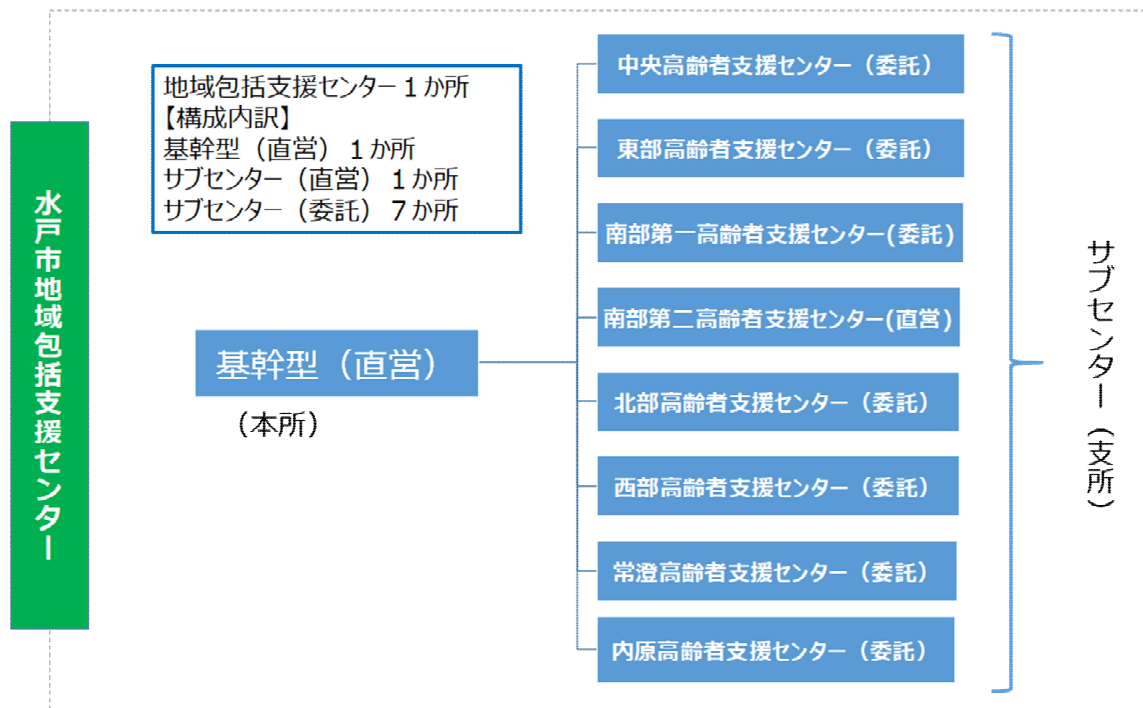 水戸市地域包括支援センター
地域包括支援センター１か所
【構成内訳】
基幹型（直営）１か所
サブセンター（直営）１か所
サブセンター（委託）７か所
基幹型（直営）
（本所）
中央高齢者支援センター（委託）
東部高齢者支援センター（委託）
南部第一高齢者支援センター(委託)
南部第二高齢者支援センター(直営)
北部高齢者支援センター（委託）
西部高齢者支援センター（委託）
常澄高齢者支援センター（委託）
内原高齢者支援センター（委託）
サブセンター（支所）